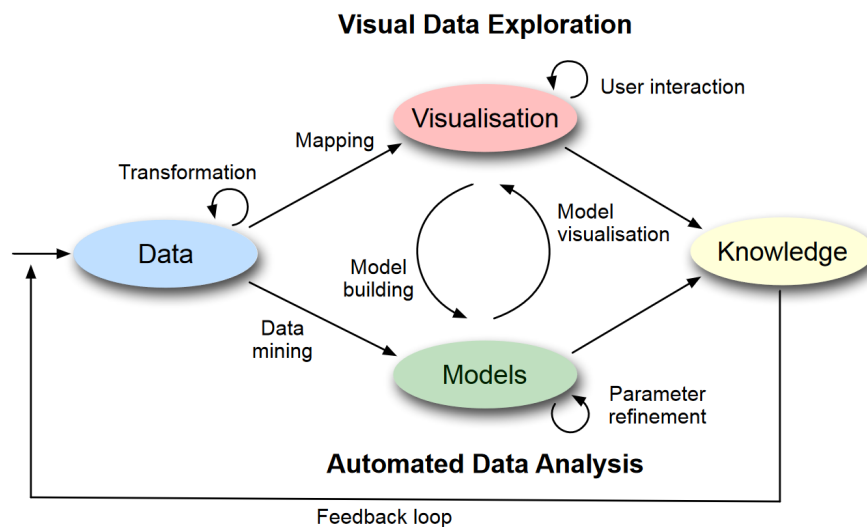 Visual Data Exploration
User interaction
Visualisation
Mapping
Transformation
Model
visualisation
Data
Knowledge
Model
building
Data
mining
Models
Parameter
refinement
Automated Data Analysis
Feedback loop